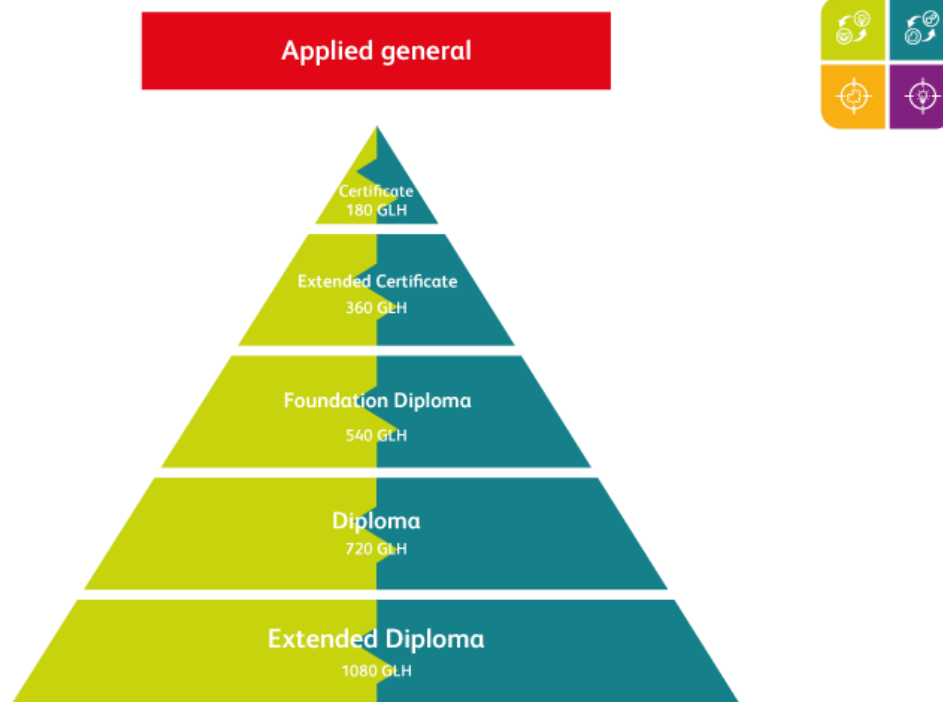 Applied general
Certificate
180 GLH
Extended Certificate
360 GLH
Foundation Diploma
540 GLH
Diploma
720 GLH
Extended Diploma
1080 GLH